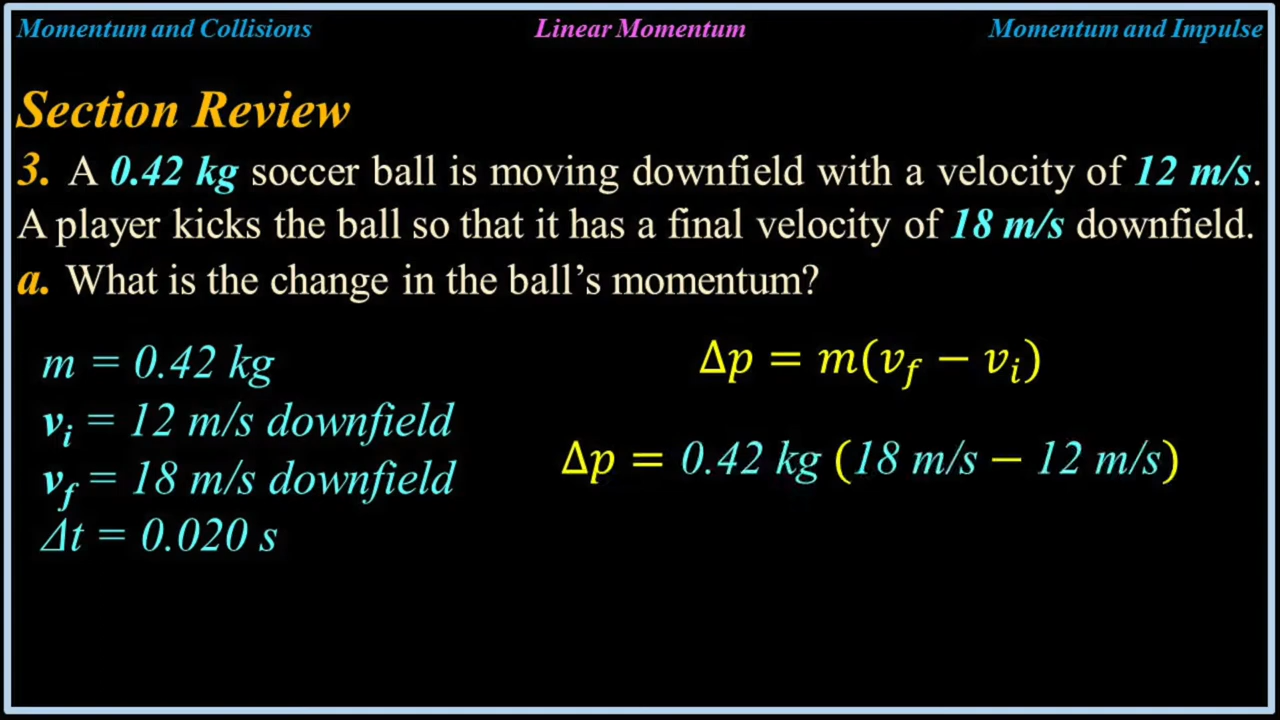 Momentum and Collisions
Linear Momentum
Momentum and Impulse
Section Review
3. A 0.42 kg soccer ball is moving downfield with a velocity of 12 m/s.
A player kicks the ball so that it has a final velocity of 18 m/s downfield.
a. What is the change in the ball’s momentum?
m = 0.42 kg
vᵢ = 12 m/s downfield
v_f = 18 m/s downfield
Δt = 0.020 s
Δp = m(v_f − vᵢ)
Δp = 0.42 kg (18 m/s − 12 m/s)